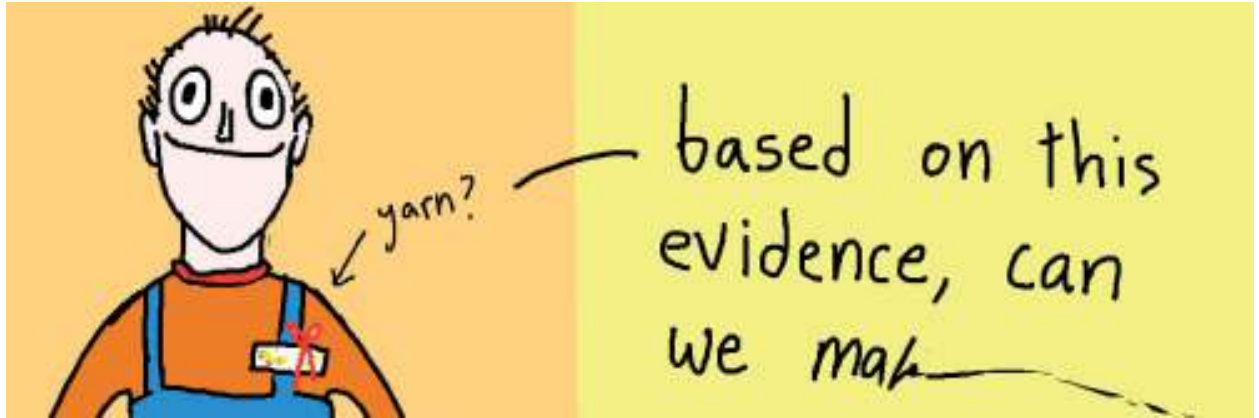 yarn?
based on this
evidence, can
we